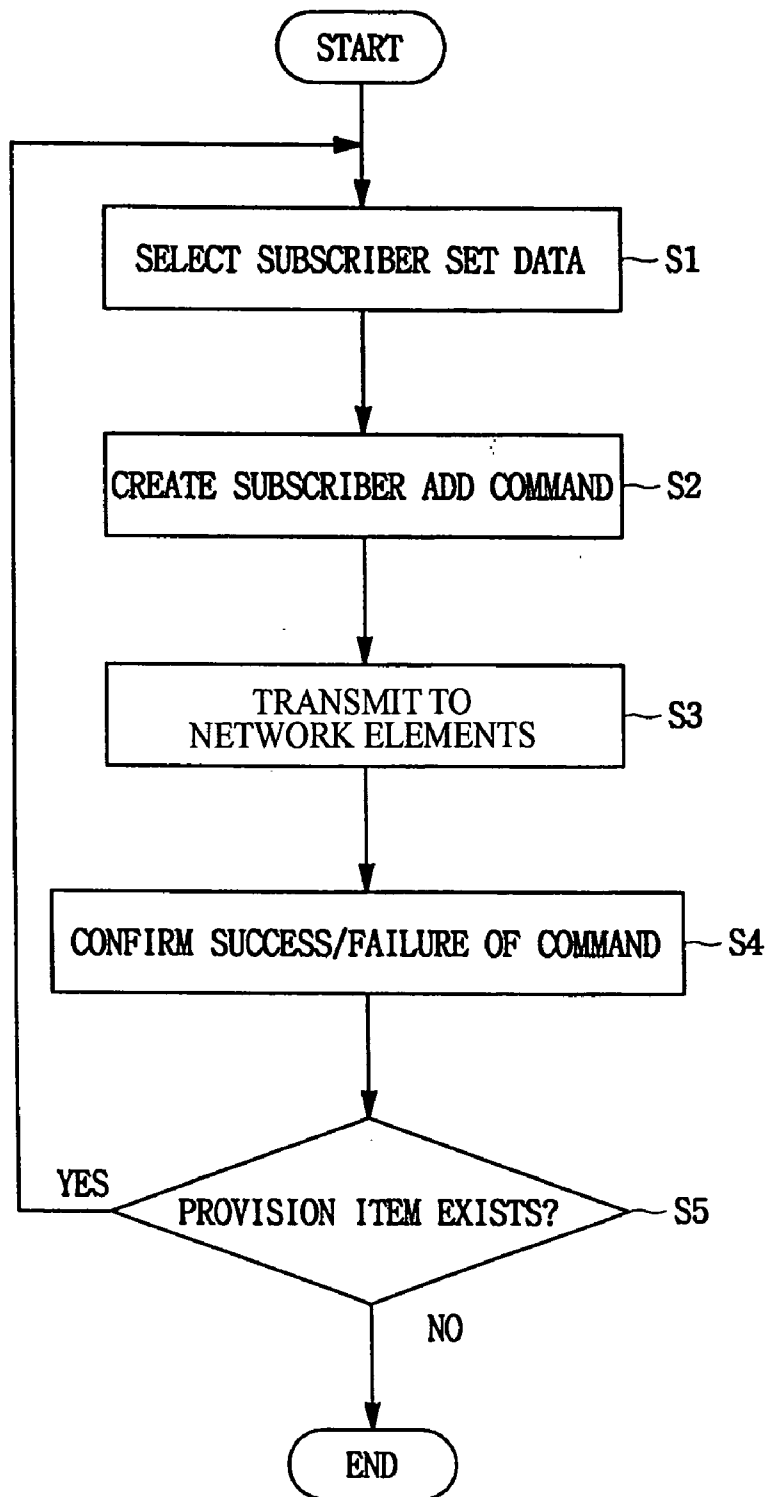 START
SELECT SUBSCRIBER SET DATA
S1
CREATE SUBSCRIBER ADD COMMAND
S2
TRANSMIT TO
NETWORK ELEMENTS
S3
CONFIRM SUCCESS/FAILURE OF COMMAND
S4
YES
PROVISION ITEM EXISTS?
S5
NO
END